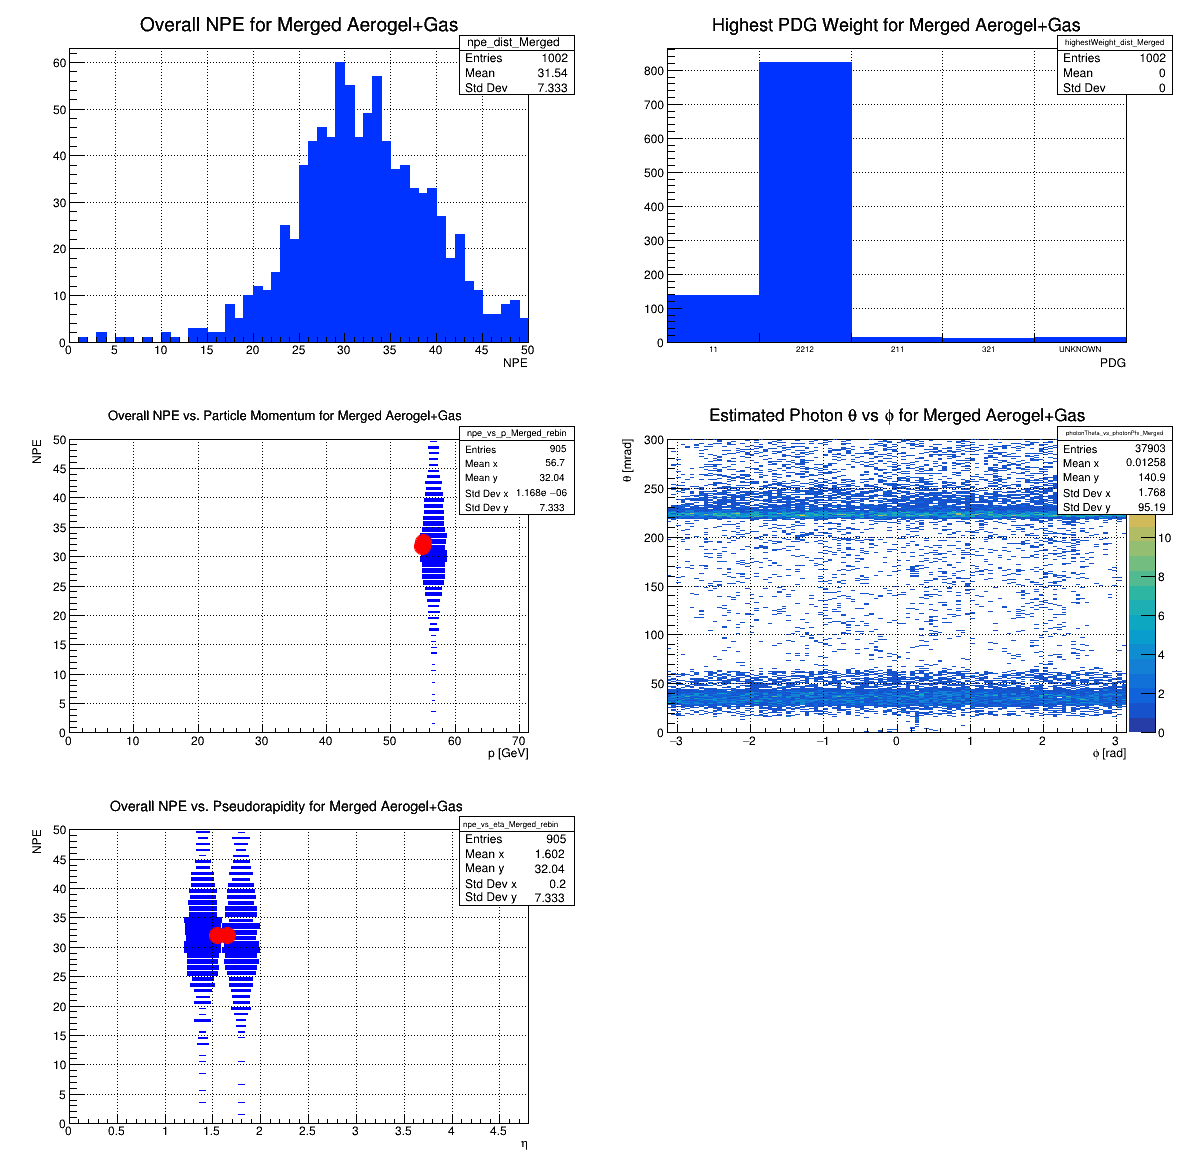 Overall NPE for Merged Aerogel+Gas
npe_dist_Merged
Entries 1002
Mean 31.54
Std Dev 7.333
60
50
40
30
20
10
0
0 5 10 15 20 25 30 35 40 45 50
NPE
Highest PDG Weight for Merged Aerogel+Gas
highestWeight_dist_Merged
Entries 1002
Mean 0
Std Dev 0
800
700
600
500
400
300
200
100
0
11 2212 211 321 UNKNOWN
PDG
Overall NPE vs. Particle Momentum for Merged Aerogel+Gas
NPE
npe_vs_p_Merged_rebin
Entries 905
Mean x 56.7
Mean y 32.04
Std Dev x 1.168e −06
Std Dev y 7.333
50
45
40
35
30
25
20
15
10
5
0
0 10 20 30 40 50 60 70
p [GeV]
Estimated Photon θ vs ϕ for Merged Aerogel+Gas
θ [mrad]
photonTheta_vs_photonPhi_Merged
Entries 37903
Mean x 0.01258
Mean y 140.9
Std Dev x 1.768
Std Dev y 95.19
300
250
200
150
100
50
0
−3 −2 −1 0 1 2 3
ϕ [rad]
10
8
6
4
2
0
Overall NPE vs. Pseudorapidity for Merged Aerogel+Gas
NPE
npe_vs_eta_Merged_rebin
Entries 905
Mean x 1.602
Mean y 32.04
Std Dev x 0.2
Std Dev y 7.333
50
45
40
35
30
25
20
15
10
5
0
0 0.5 1 1.5 2 2.5 3 3.5 4 4.5
η